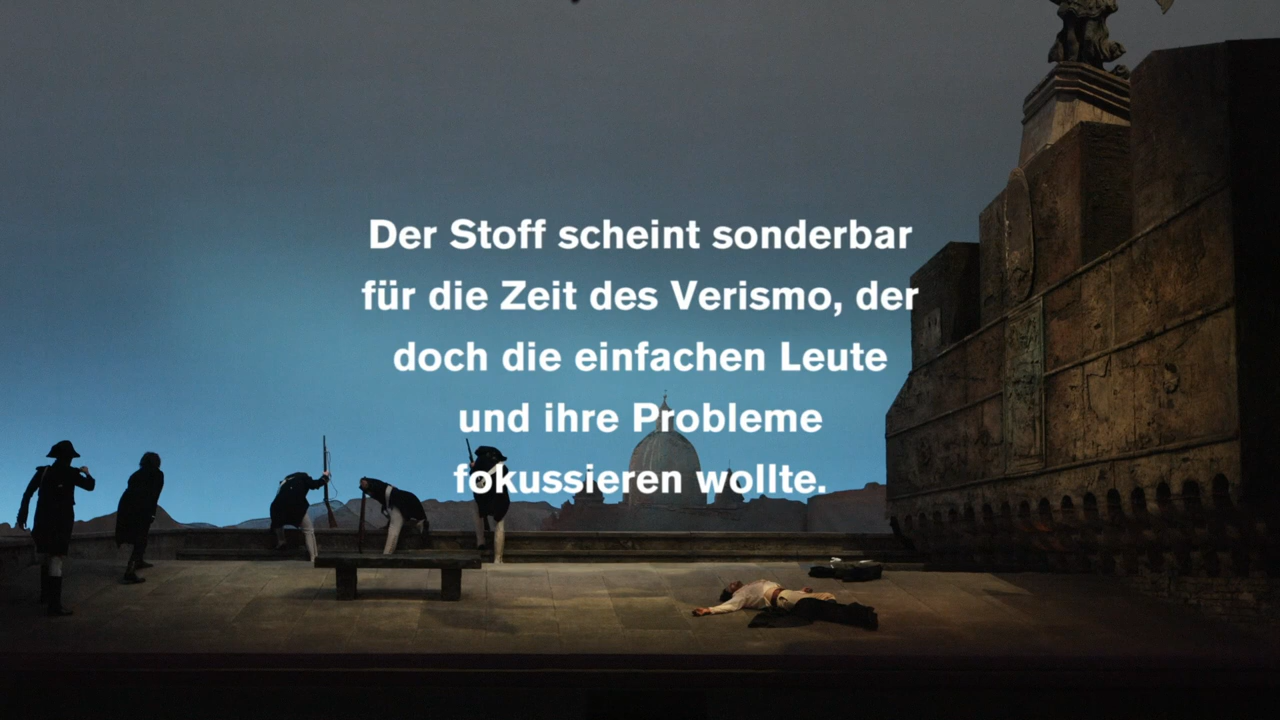 Der Stoff scheint sonderbar
für die Zeit des Verismo, der
doch die einfachen Leute
und ihre Probleme
fokussieren wollte.